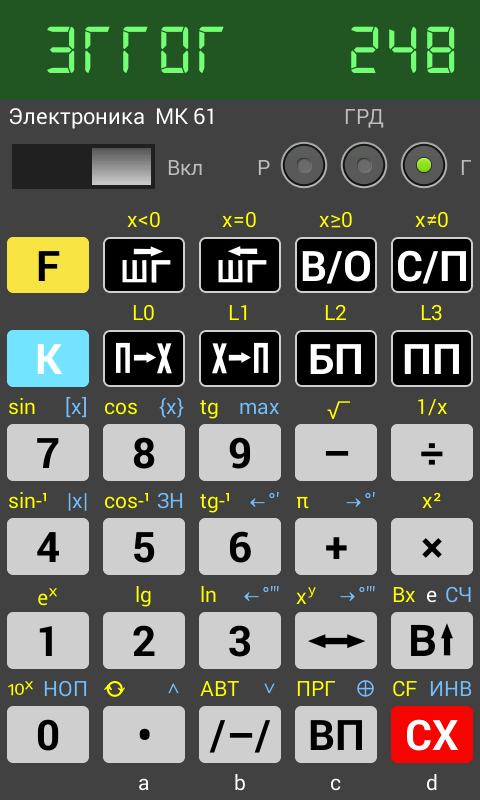 ЭГГОГ 248
Электроника МК 61 ГРД
Вкл Р Г
x<0 x=0 x≥0 x≠0
F ШГ→ ШГ← В/О С/П
L0 L1 L2 L3
К П→X X→П БП ПП
sin [x] cos {x} tg max √ 1/x
7 8 9 − ÷
sin-¹ |x| cos-¹ ЗН tg-¹ ←°' π →°' x²
4 5 6 + ×
eˣ lg ln ←°'" xʸ →°'" Вx е СЧ
1 2 3 ↔ В↑
10ˣ НОП ^ АВТ ˅ ПРГ ⊕ CF ИНВ
0 • /−/ ВП СХ
a b c d